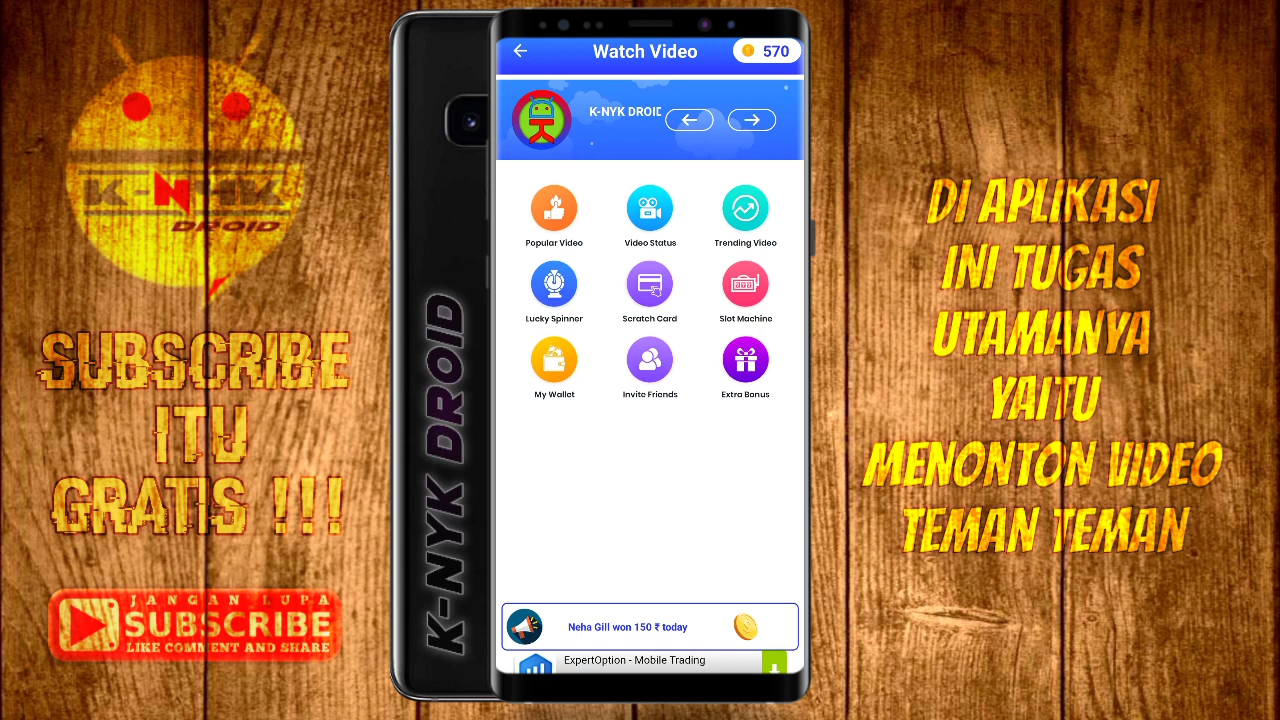 K-NYK
DROID
SUBSCRIBE
ITU
GRATIS !!!
JANGAN LUPA
SUBSCRIBE
LIKE COMMENT AND SHARE
K-NYK DROID
Watch Video
570
K-NYK DROID
Popular Video
Video Status
Trending Video
Lucky Spinner
Scratch Card
Slot Machine
My Wallet
Invite Friends
Extra Bonus
Neha Gill won 150 ₹ today
ExpertOption - Mobile Trading
DI APLIKASI
INI TUGAS
UTAMANYA
YAITU
MENONTON VIDEO
TEMAN TEMAN